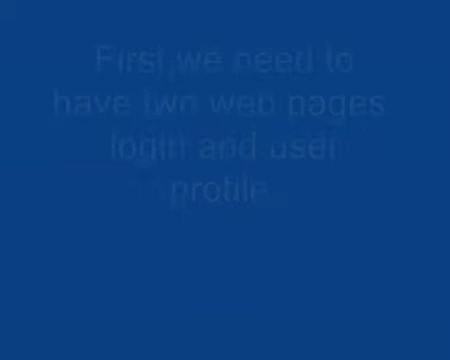 First,we need to
have two web pages
login and user
profile.